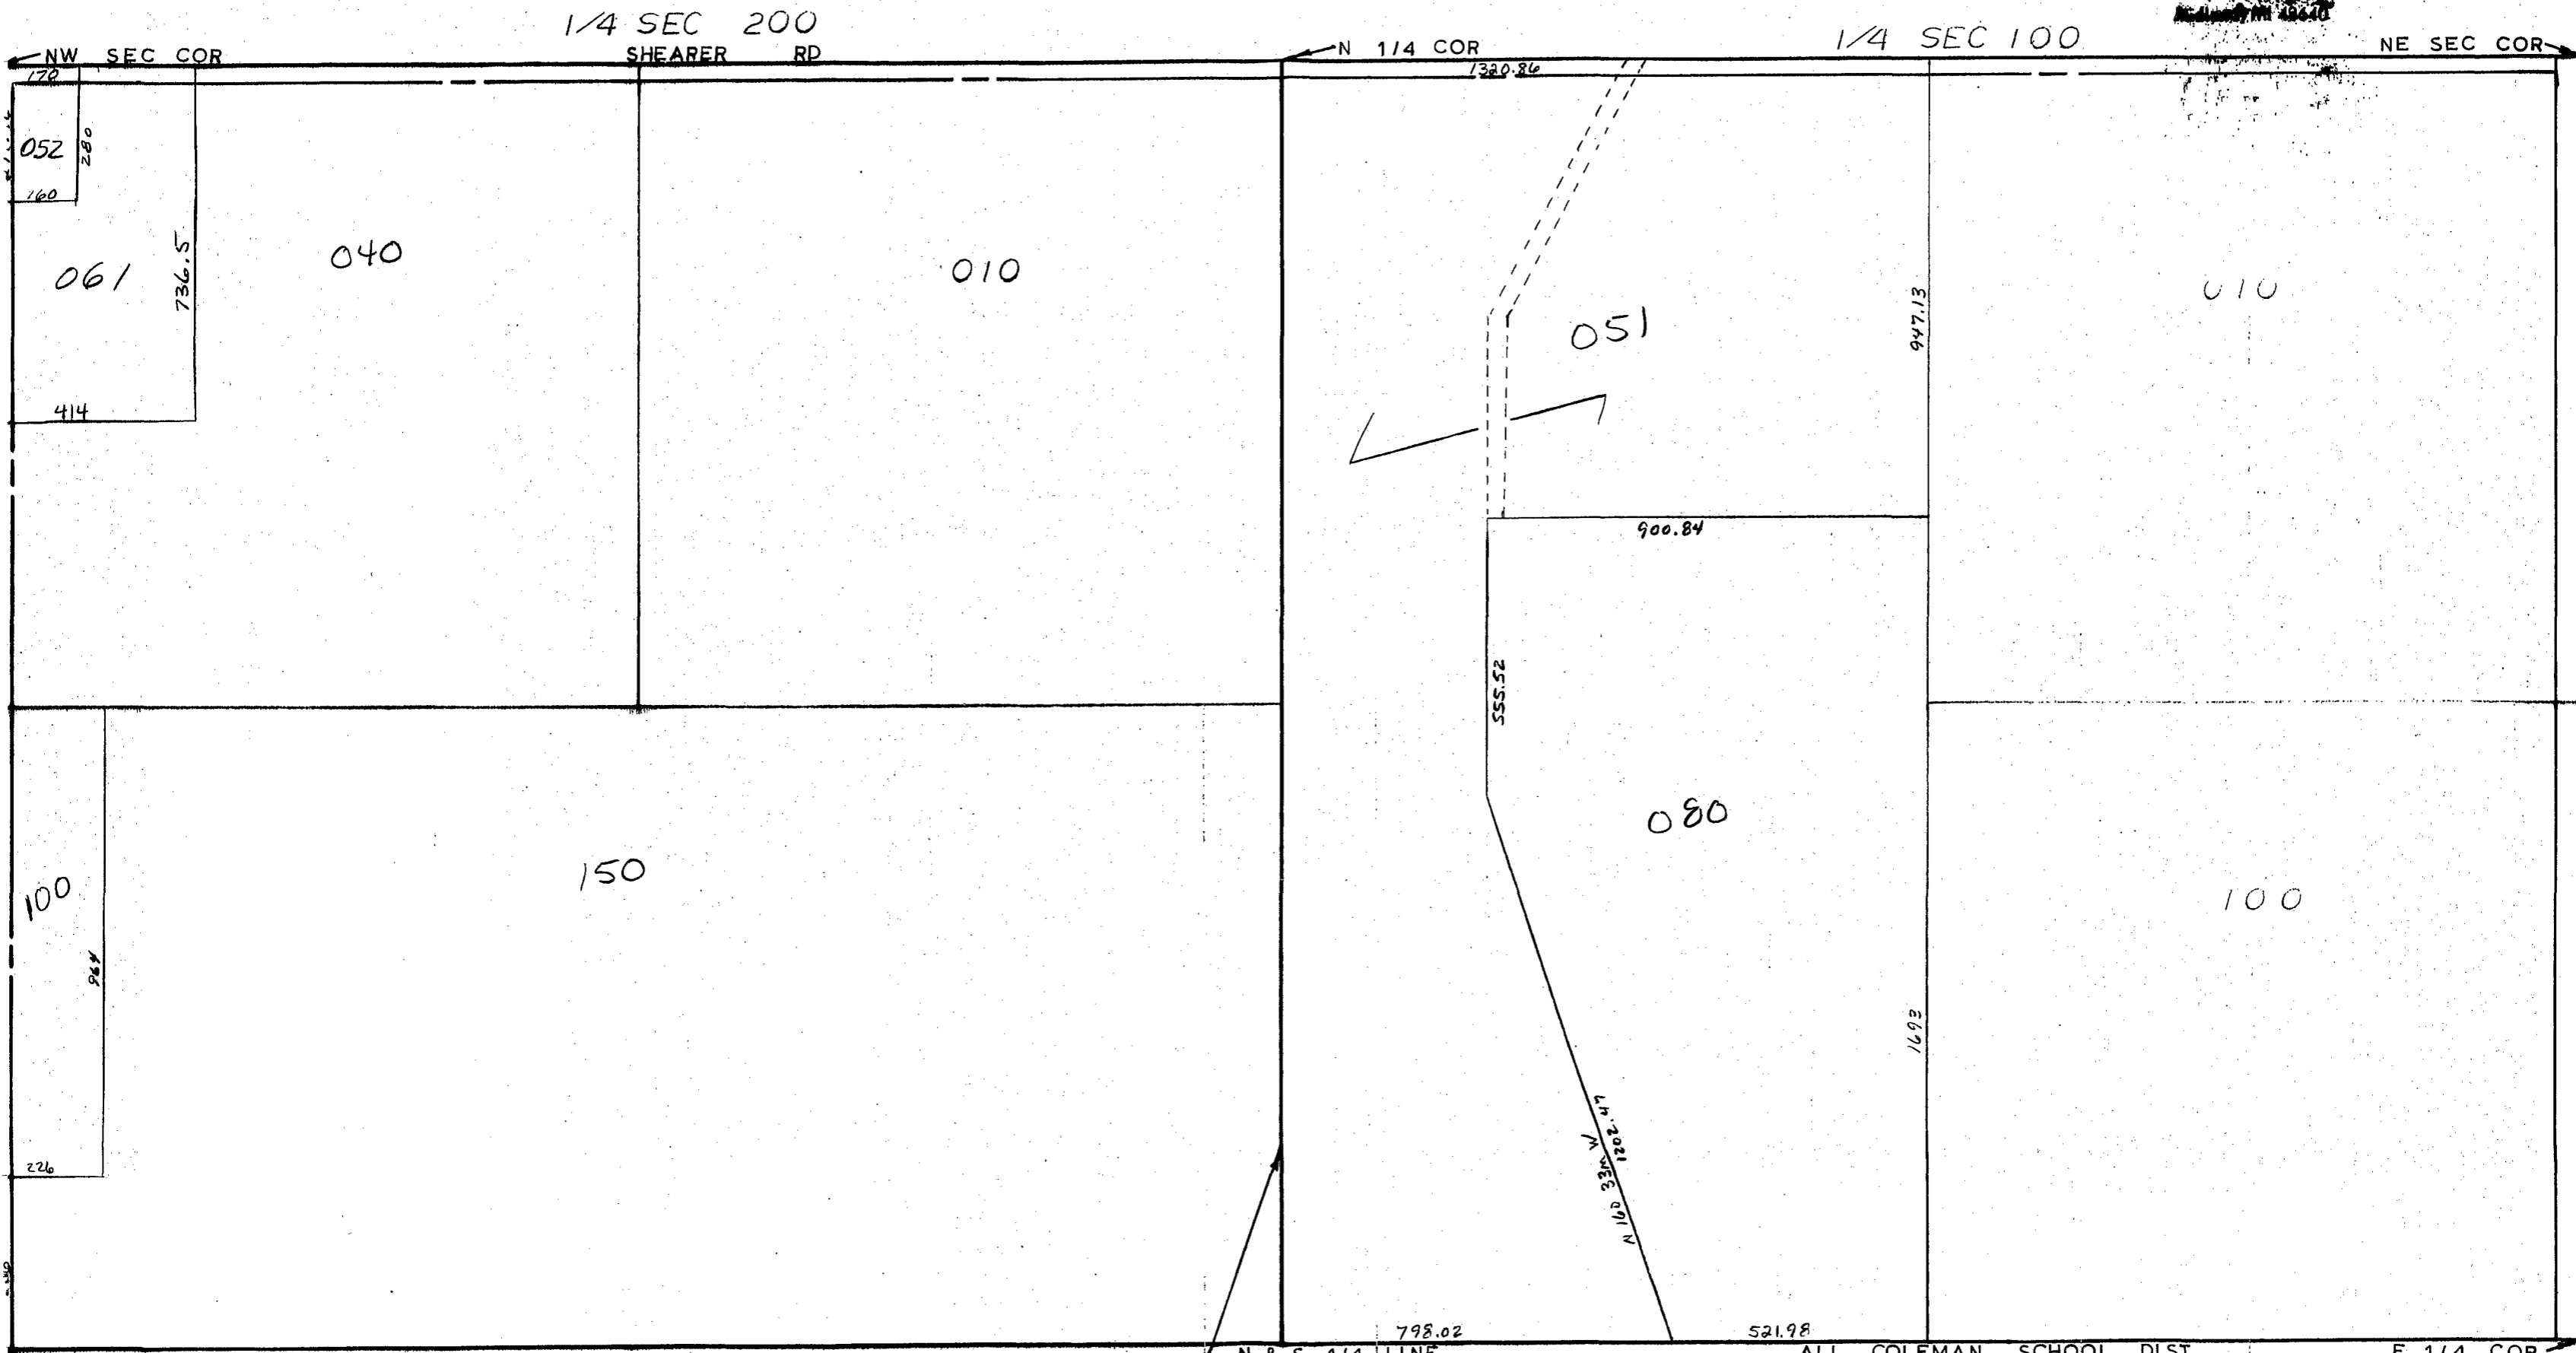 1/4 SEC 200
1/4 SEC 100
NW SEC COR
SHEARER RD
N 1/4 COR
NE SEC COR
170
1320.86
052
280
160
061
736.5
040
010
051
947.13
010
414
900.84
555.52
080
150
100
964
100
1693
N 16D 33M W
1202.47
226
798.02
521.98
N & S 1/4 LINE
ALL COLEMAN SCHOOL DIST
E 1/4 COR